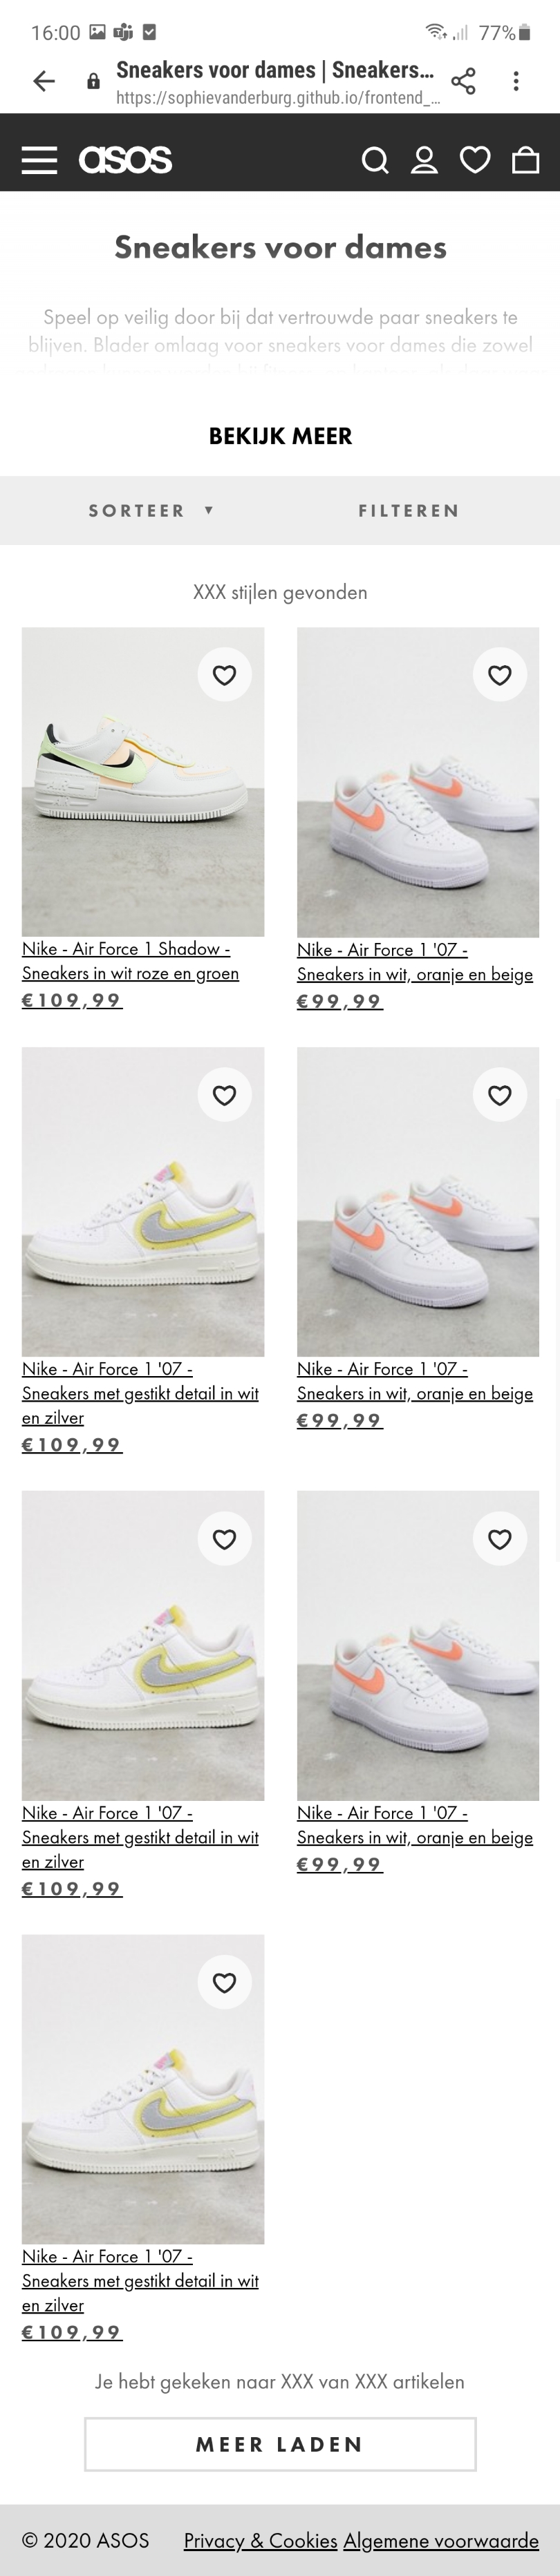 16:00
77%
Sneakers voor dames | Sneakers...
https://sophievanderburg.github.io/frontend_...
asos
Sneakers voor dames
Speel op veilig door bij dat vertrouwde paar sneakers te
blijven. Blader omlaag voor sneakers voor dames die zowel
BEKIJK MEER
SORTEER ▼ FILTEREN
XXX stijlen gevonden
Nike - Air Force 1 Shadow -
Sneakers in wit roze en groen
€109,99
Nike - Air Force 1 '07 -
Sneakers in wit, oranje en beige
€99,99
Nike - Air Force 1 '07 -
Sneakers met gestikt detail in wit
en zilver
€109,99
Nike - Air Force 1 '07 -
Sneakers in wit, oranje en beige
€99,99
Nike - Air Force 1 '07 -
Sneakers met gestikt detail in wit
en zilver
€109,99
Nike - Air Force 1 '07 -
Sneakers in wit, oranje en beige
€99,99
Nike - Air Force 1 '07 -
Sneakers met gestikt detail in wit
en zilver
€109,99
Je hebt gekeken naar XXX van XXX artikelen
MEER LADEN
© 2020 ASOS Privacy & Cookies Algemene voorwaarde